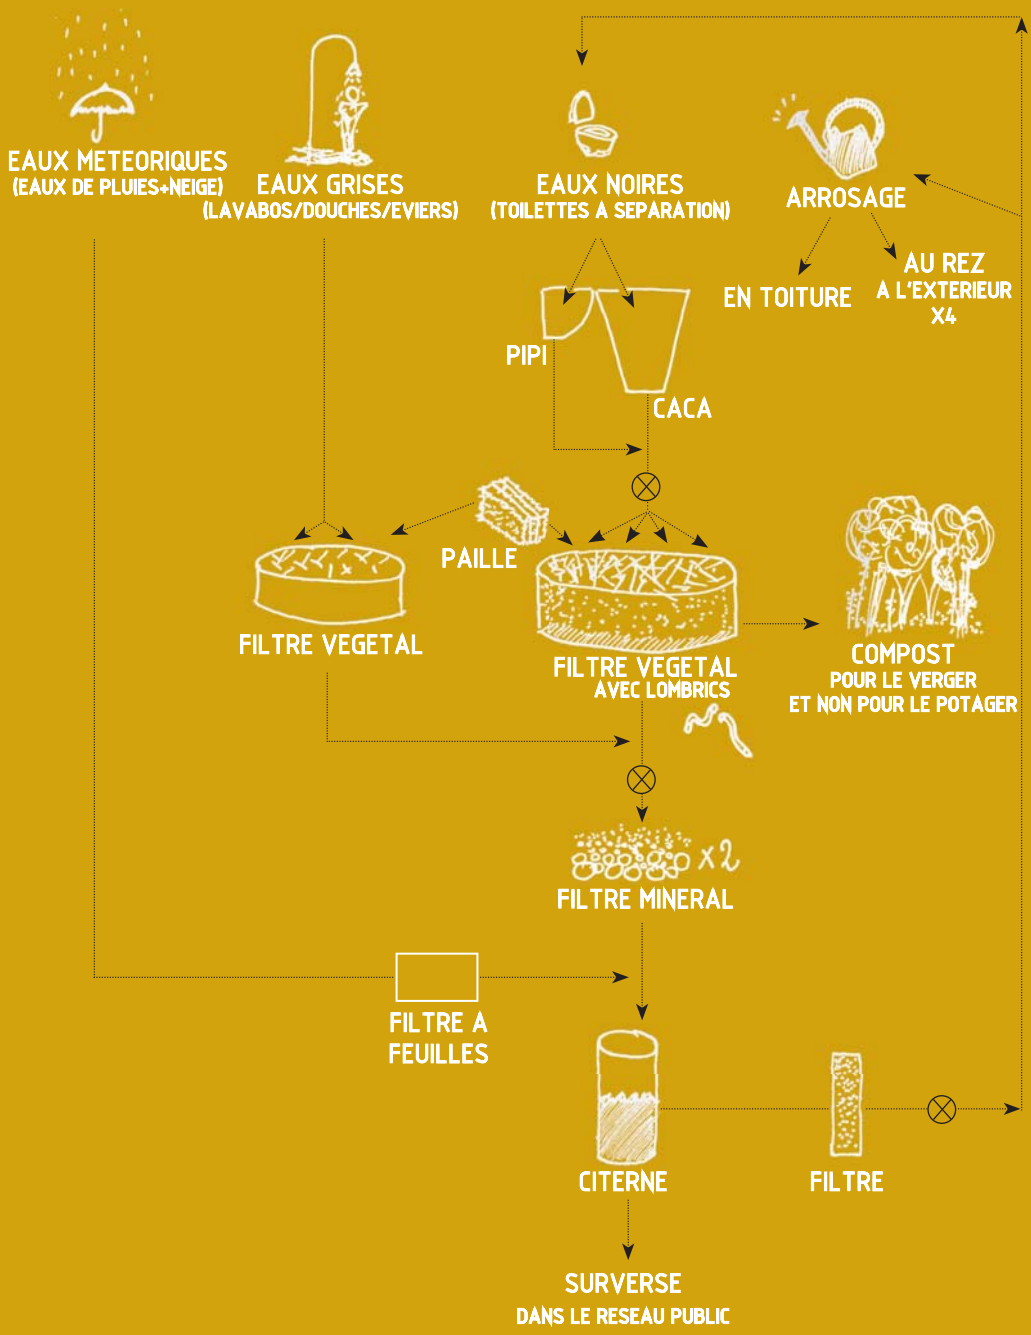 EAUX METEORIQUES
(EAUX DE PLUIES+NEIGE)
EAUX GRISES
(LAVABOS/DOUCHES/EVIERS)
EAUX NOIRES
(TOILETTES A SEPARATION)
ARROSAGE
EN TOITURE
AU REZ
A L'EXTERIEUR
X4
PIPI
CACA
PAILLE
FILTRE VEGETAL
FILTRE VEGETAL
AVEC LOMBRICS
COMPOST
POUR LE VERGER
ET NON POUR LE POTAGER
x2
FILTRE MINERAL
FILTRE A
FEUILLES
CITERNE
FILTRE
SURVERSE
DANS LE RESEAU PUBLIC